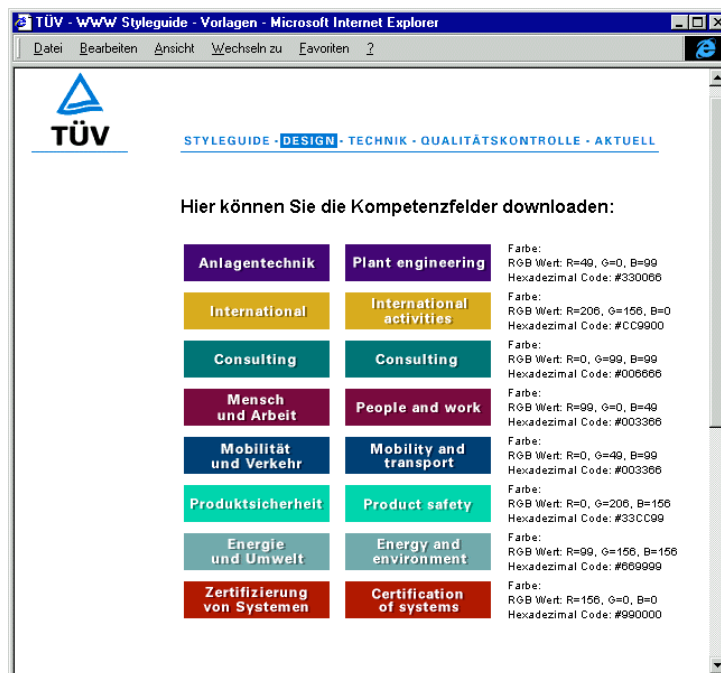 TÜV - WWW Styleguide - Vorlagen - Microsoft Internet Explorer
Datei Bearbeiten Ansicht Wechseln zu Favoriten ?
TÜV
STYLEGUIDE - DESIGN - TECHNIK - QUALITÄTSKONTROLLE - AKTUELL
Hier können Sie die Kompetenzfelder downloaden:
Anlagentechnik
Plant engineering
Farbe:
RGB Wert: R=49, G=0, B=99
Hexadezimal Code: #330066
International
International
activities
Farbe:
RGB Wert: R=206, G=156, B=0
Hexadezimal Code: #CC9900
Consulting
Consulting
Farbe:
RGB Wert: R=0, G=99, B=99
Hexadezimal Code: #006666
Mensch
und Arbeit
People and work
Farbe:
RGB Wert: R=99, G=0, B=49
Hexadezimal Code: #003366
Mobilität
und Verkehr
Mobility and
transport
Farbe:
RGB Wert: R=0, G=49, B=99
Hexadezimal Code: #003366
Produktsicherheit
Product safety
Farbe:
RGB Wert: R=0, G=206, B=156
Hexadezimal Code: #33CC99
Energie
und Umwelt
Energy and
environment
Farbe:
RGB Wert: R=99, G=156, B=156
Hexadezimal Code: #669999
Zertifizierung
von Systemen
Certification
of systems
Farbe:
RGB Wert: R=156, G=0, B=0
Hexadezimal Code: #990000